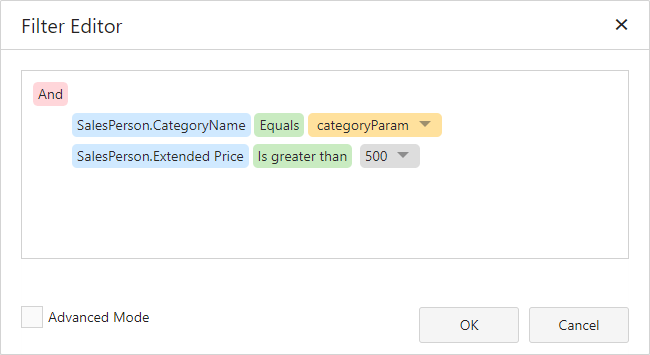 Filter Editor
And
SalesPerson.CategoryName Equals categoryParam
SalesPerson.Extended Price Is greater than 500
Advanced Mode OK Cancel